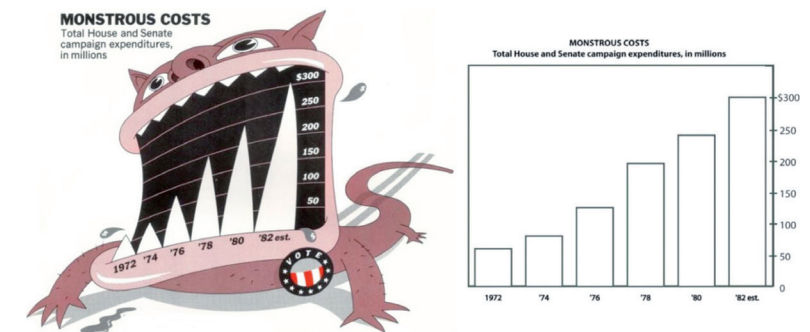 MONSTROUS COSTS
Total House and Senate
campaign expenditures,
in millions
$300
250
200
150
100
50
1972 '74 '76 '78 '80 '82 est.
VOTE
MONSTROUS COSTS
Total House and Senate campaign expenditures, in millions
$300
250
200
150
100
50
0
1972 '74 '76 '78 '80 '82 est.